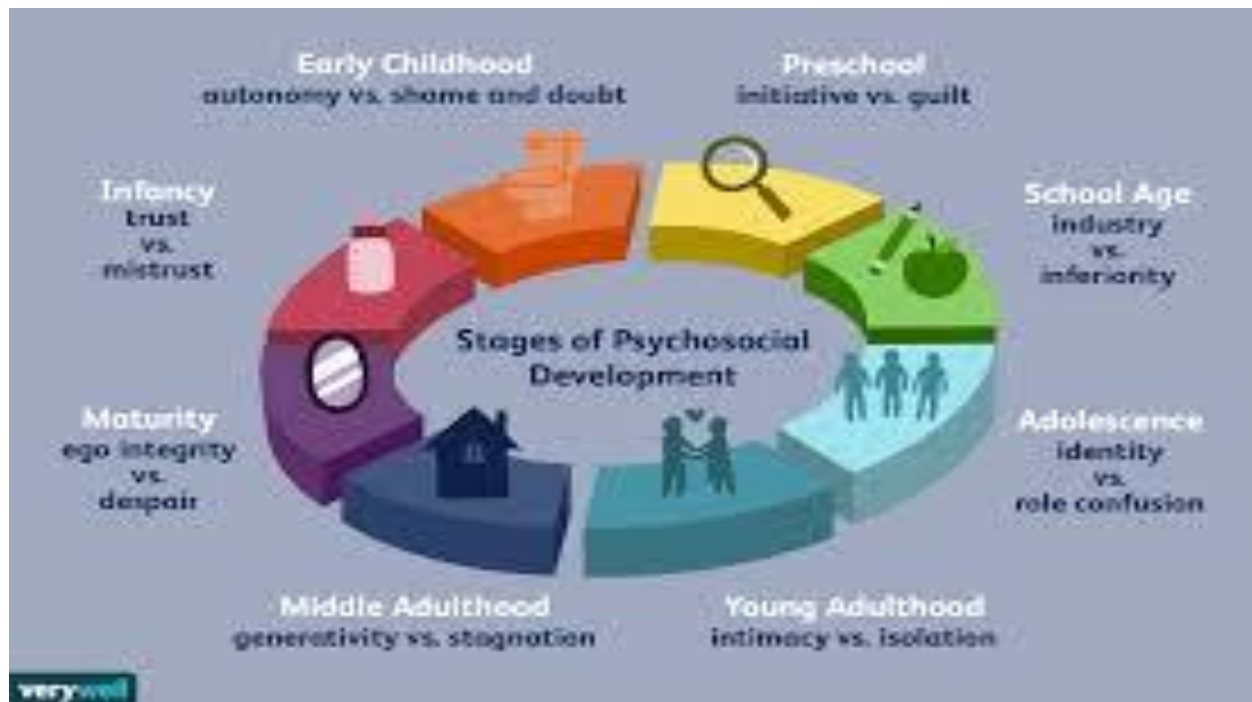 Early Childhood
autonomy vs. shame and doubt
Preschool
initiative vs. guilt
Infancy
trust
vs.
mistrust
School Age
industry
vs.
inferiority
Stages of Psychosocial
Development
Maturity
ego integrity
vs.
despair
Adolescence
identity
vs.
role confusion
Middle Adulthood
generativity vs. stagnation
Young Adulthood
intimacy vs. isolation
verywell